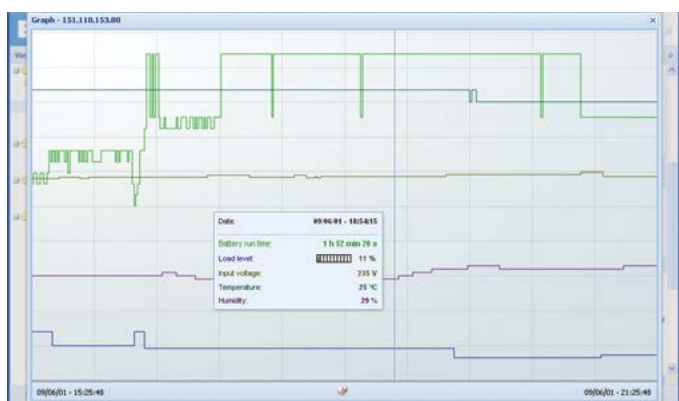 Graph - 151.110.153.80
Date: 09/06/01 - 18:54:15
Battery run time: 1 h 52 min 20 s
Load level: 11 %
Input voltage: 235 V
Temperature: 25 °C
Humidity: 29 %
09/06/01 - 15:25:48
09/06/01 - 21:25:48